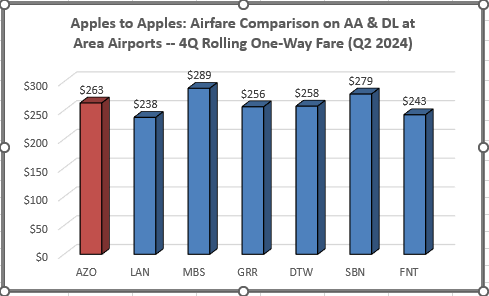 Apples to Apples: Airfare Comparison on AA & DL at
Area Airports -- 4Q Rolling One-Way Fare (Q2 2024)
$300
$250
$200
$150
$100
$50
$0
$263
$238
$289
$256
$258
$279
$243
AZO
LAN
MBS
GRR
DTW
SBN
FNT